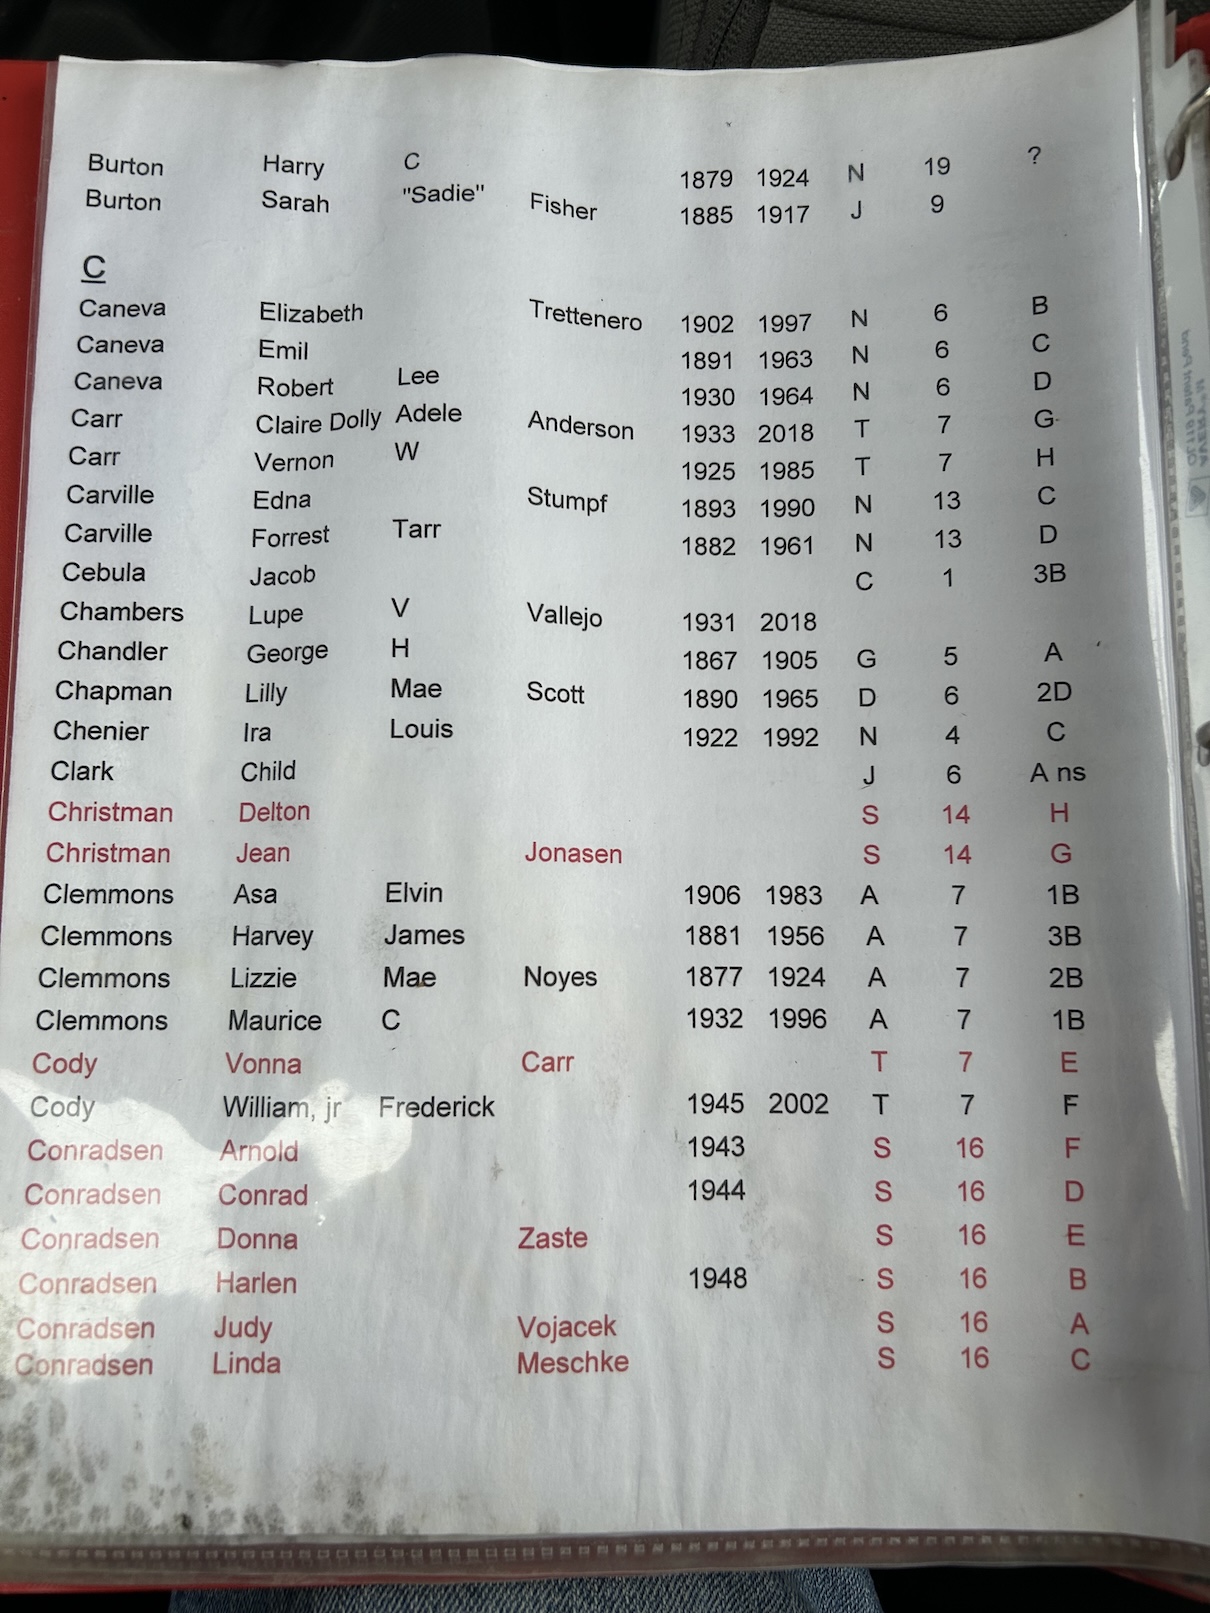 Burton Harry C 1879 1924 N 19 ?
Burton Sarah "Sadie" Fisher 1885 1917 J 9
C
Caneva Elizabeth Trettenero 1902 1997 N 6 B
Caneva Emil 1891 1963 N 6 C
Caneva Robert Lee 1930 1964 N 6 D
Carr Claire Dolly Adele Anderson 1933 2018 T 7 G
Carr Vernon W 1925 1985 T 7 H
Carville Edna Stumpf 1893 1990 N 13 C
Carville Forrest Tarr 1882 1961 N 13 D
Cebula Jacob C 1 3B
Chambers Lupe V Vallejo 1931 2018
Chandler George H 1867 1905 G 5 A
Chapman Lilly Mae Scott 1890 1965 D 6 2D
Chenier Ira Louis 1922 1992 N 4 C
Clark Child J 6 A ns
Christman Delton S 14 H
Christman Jean Jonasen S 14 G
Clemmons Asa Elvin 1906 1983 A 7 1B
Clemmons Harvey James 1881 1956 A 7 3B
Clemmons Lizzie Mae Noyes 1877 1924 A 7 2B
Clemmons Maurice C 1932 1996 A 7 1B
Cody Vonna Carr T 7 E
Cody William, jr Frederick 1945 2002 T 7 F
Conradsen Arnold 1943 S 16 F
Conradsen Conrad 1944 S 16 D
Conradsen Donna Zaste S 16 E
Conradsen Harlen 1948 S 16 B
Conradsen Judy Vojacek S 16 A
Conradsen Linda Meschke S 16 C
AVERY